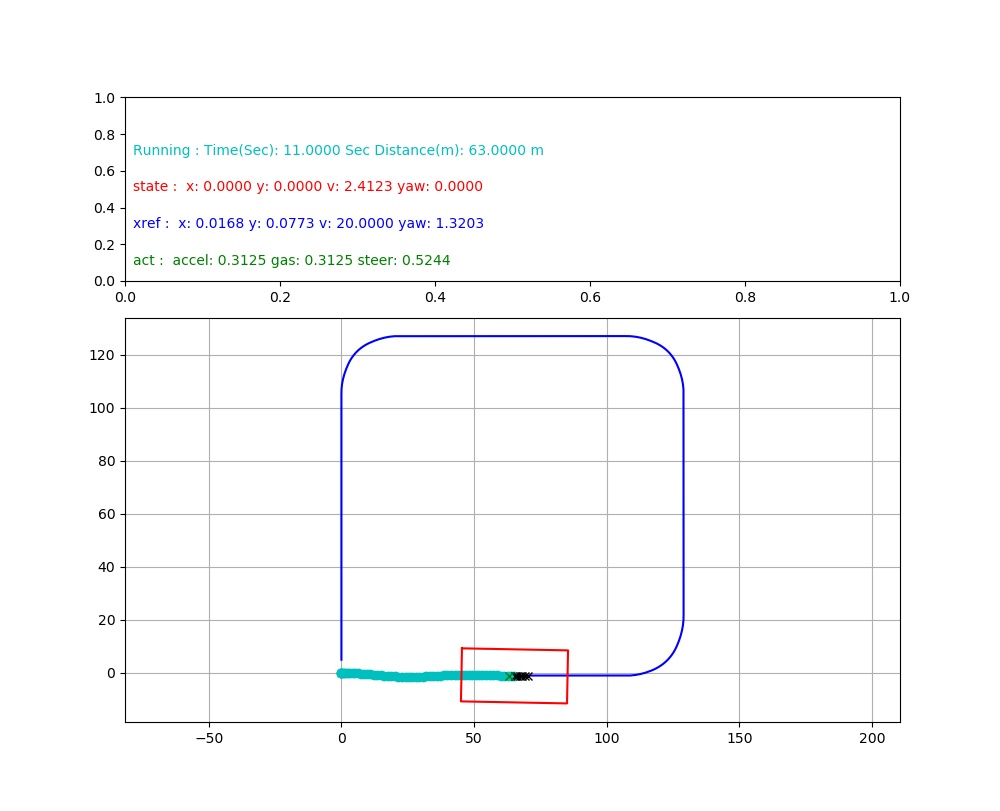 1.0
0.8
Running : Time(Sec): 11.0000 Sec Distance(m): 63.0000 m
0.6
state :  x: 0.0000 y: 0.0000 v: 2.4123 yaw: 0.0000
0.4
xref :  x: 0.0168 y: 0.0773 v: 20.0000 yaw: 1.3203
0.2
act :  accel: 0.3125 gas: 0.3125 steer: 0.5244
0.0
0.0 0.2 0.4 0.6 0.8 1.0
120
100
80
60
40
20
0
−50 0 50 100 150 200